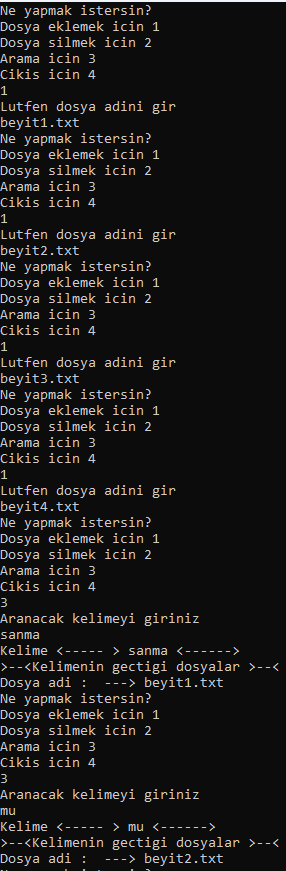 Ne yapmak istersin?
Dosya eklemek icin 1
Dosya silmek icin 2
Arama icin 3
Cikis icin 4
1
Lutfen dosya adini gir
beyit1.txt
Ne yapmak istersin?
Dosya eklemek icin 1
Dosya silmek icin 2
Arama icin 3
Cikis icin 4
1
Lutfen dosya adini gir
beyit2.txt
Ne yapmak istersin?
Dosya eklemek icin 1
Dosya silmek icin 2
Arama icin 3
Cikis icin 4
1
Lutfen dosya adini gir
beyit3.txt
Ne yapmak istersin?
Dosya eklemek icin 1
Dosya silmek icin 2
Arama icin 3
Cikis icin 4
1
Lutfen dosya adini gir
beyit4.txt
Ne yapmak istersin?
Dosya eklemek icin 1
Dosya silmek icin 2
Arama icin 3
Cikis icin 4
3
Aranacak kelimeyi giriniz
sanma
Kelime <----- > sanma <------>
>--<Kelimenin gectigi dosyalar >--<
Dosya adi :  ---> beyit1.txt
Ne yapmak istersin?
Dosya eklemek icin 1
Dosya silmek icin 2
Arama icin 3
Cikis icin 4
3
Aranacak kelimeyi giriniz
mu
Kelime <----- > mu <------>
>--<Kelimenin gectigi dosyalar >--<
Dosya adi :  ---> beyit2.txt